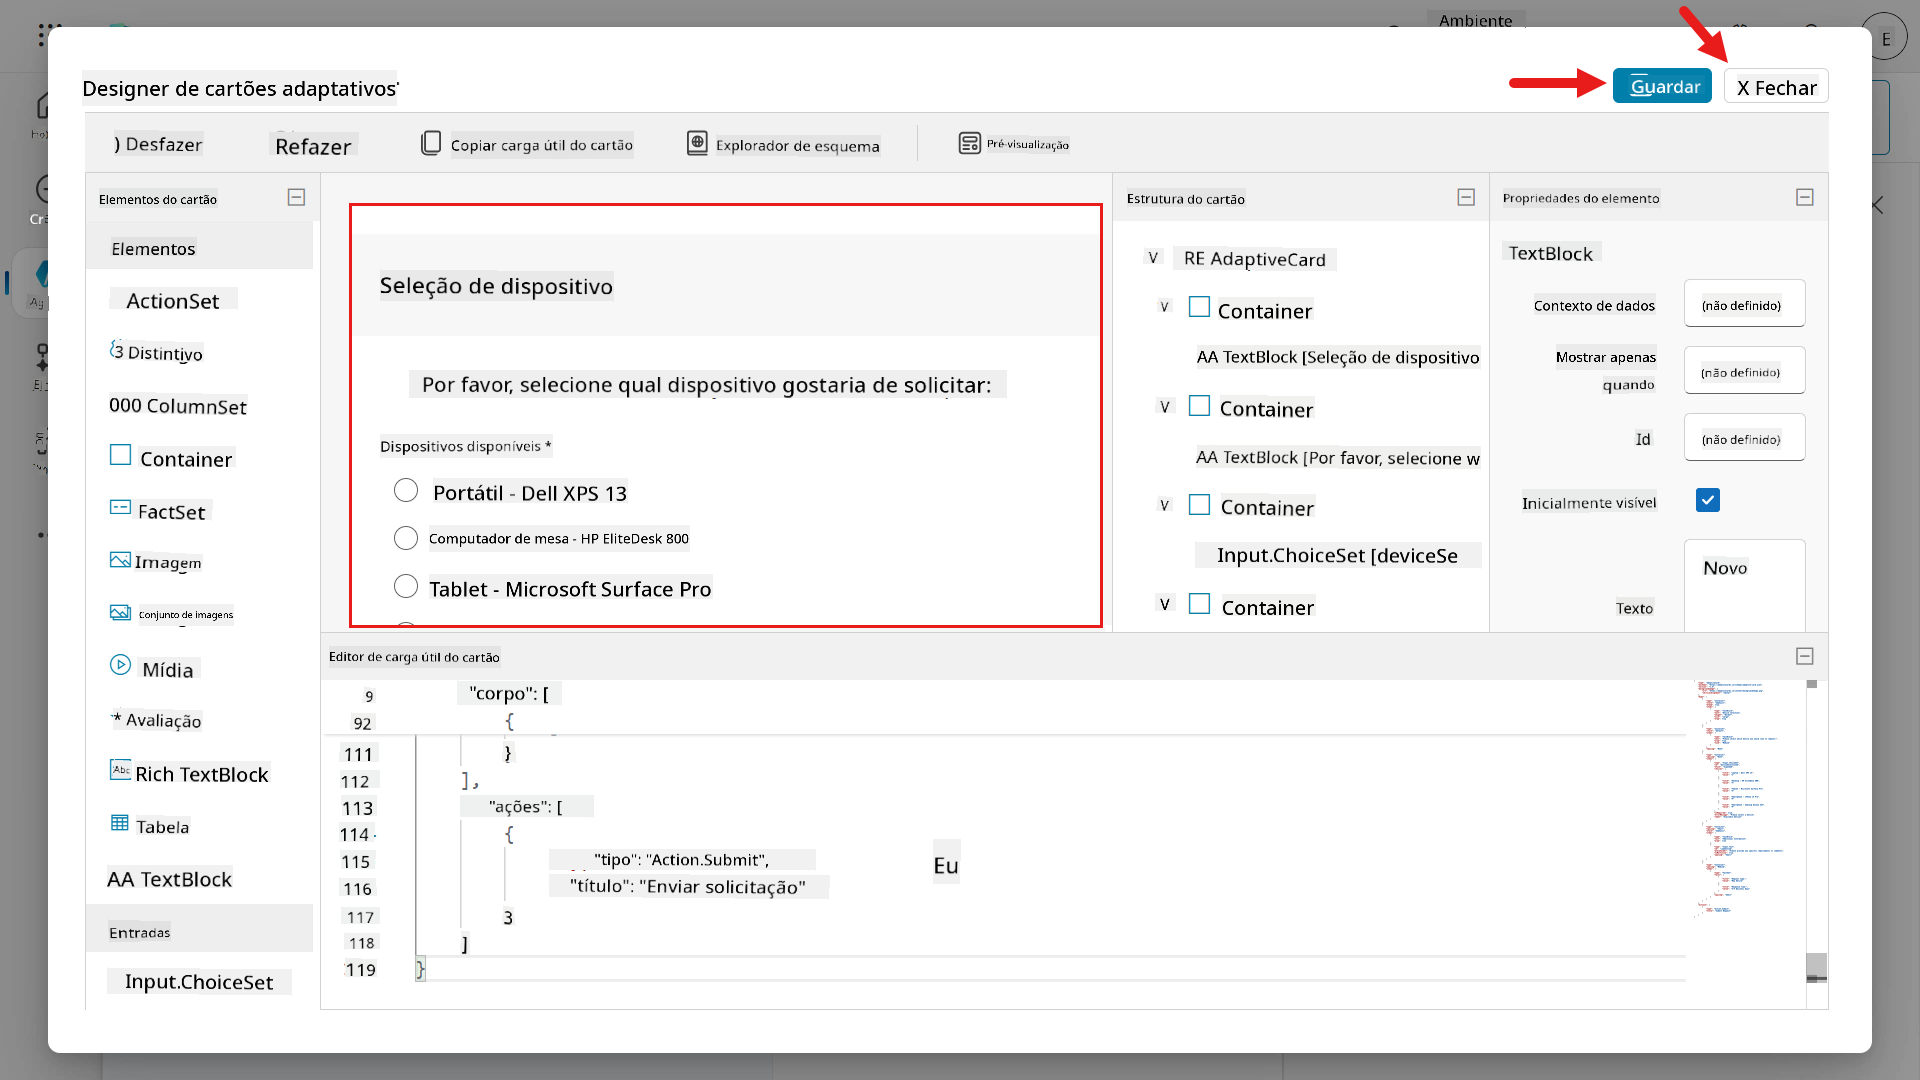 Ambiente
E
Designer de cartões adaptativos
Guardar
X Fechar
) Desfazer
Refazer
Copiar carga útil do cartão
Explorador de esquema
Pré-visualização
Elementos do cartão
Elementos
ActionSet
3 Distintivo
000 ColumnSet
Container
FactSet
Imagem
Conjunto de imagens
Mídia
* Avaliação
Abc Rich TextBlock
Tabela
AA TextBlock
Entradas
Input.ChoiceSet
Seleção de dispositivo
Por favor, selecione qual dispositivo gostaria de solicitar:
Dispositivos disponíveis *
Portátil - Dell XPS 13
Computador de mesa - HP EliteDesk 800
Tablet - Microsoft Surface Pro
Estrutura do cartão
V RE AdaptiveCard
V Container
AA TextBlock [Seleção de dispositivo
V Container
AA TextBlock [Por favor, selecione w
V Container
Input.ChoiceSet [deviceSe
V Container
Propriedades do elemento
TextBlock
Contexto de dados
(não definido)
Mostrar apenas
quando
(não definido)
Id
(não definido)
Inicialmente visível
Novo
Texto
Editor de carga útil do cartão
9 "corpo": [
92 {
111 }
112 ],
113 "ações": [
114 {
115 "tipo": "Action.Submit",
Eu
116 "título": "Enviar solicitação"
117 3
118 ]
119 }